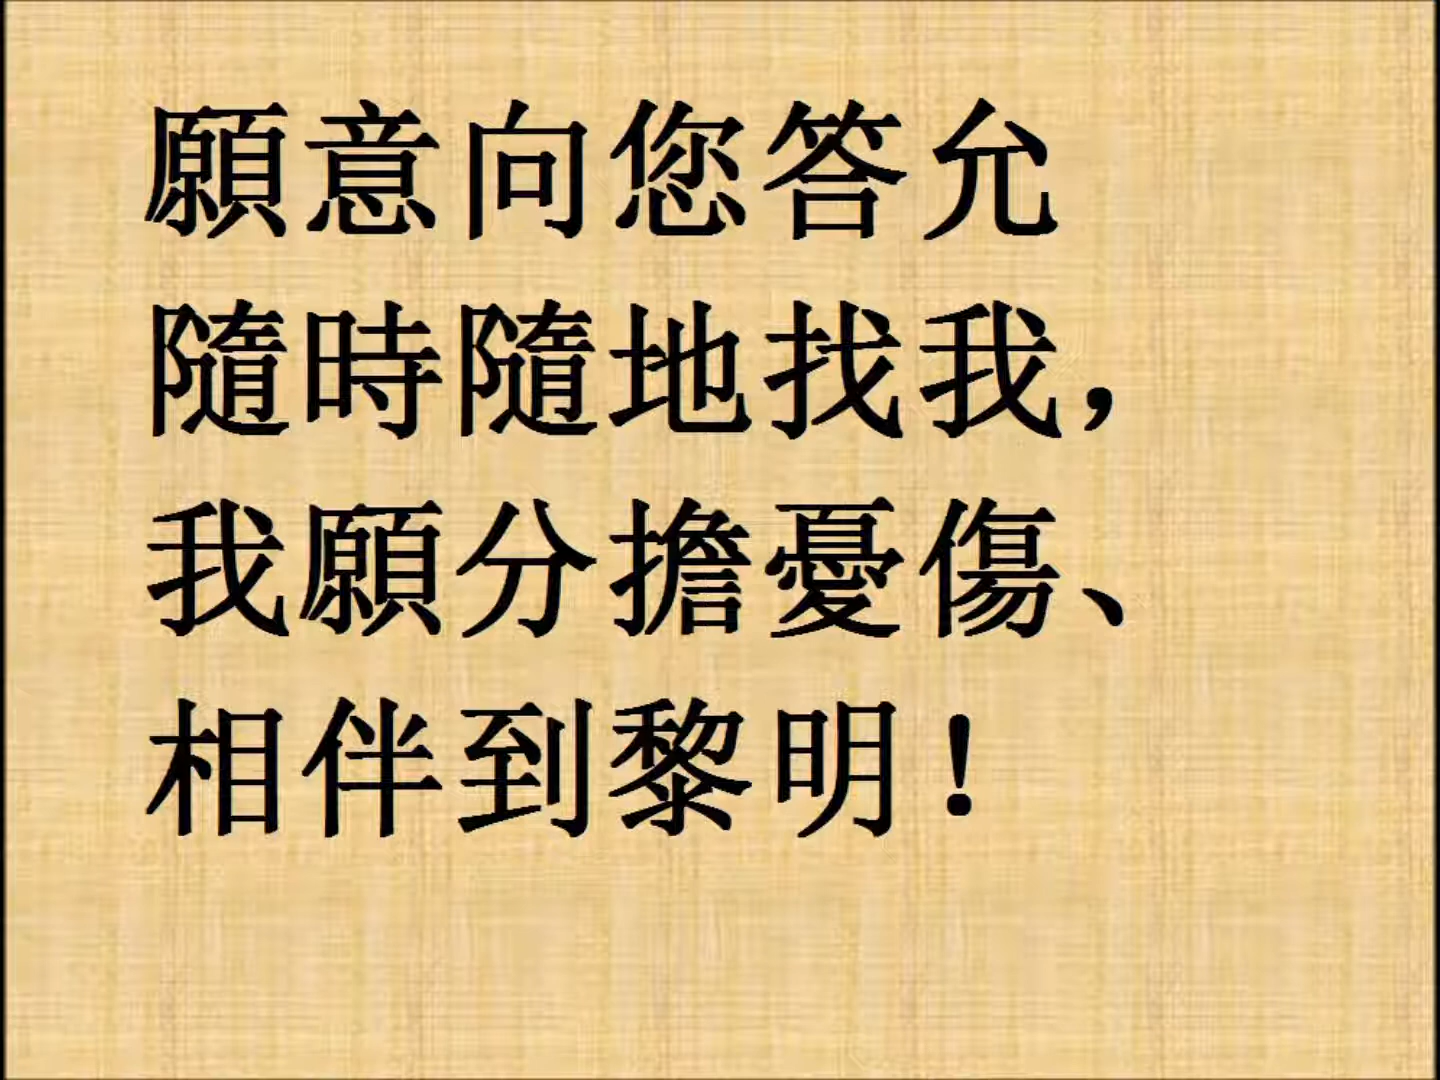 願意向您答允
隨時隨地找我，
我願分擔憂傷、
相伴到黎明！